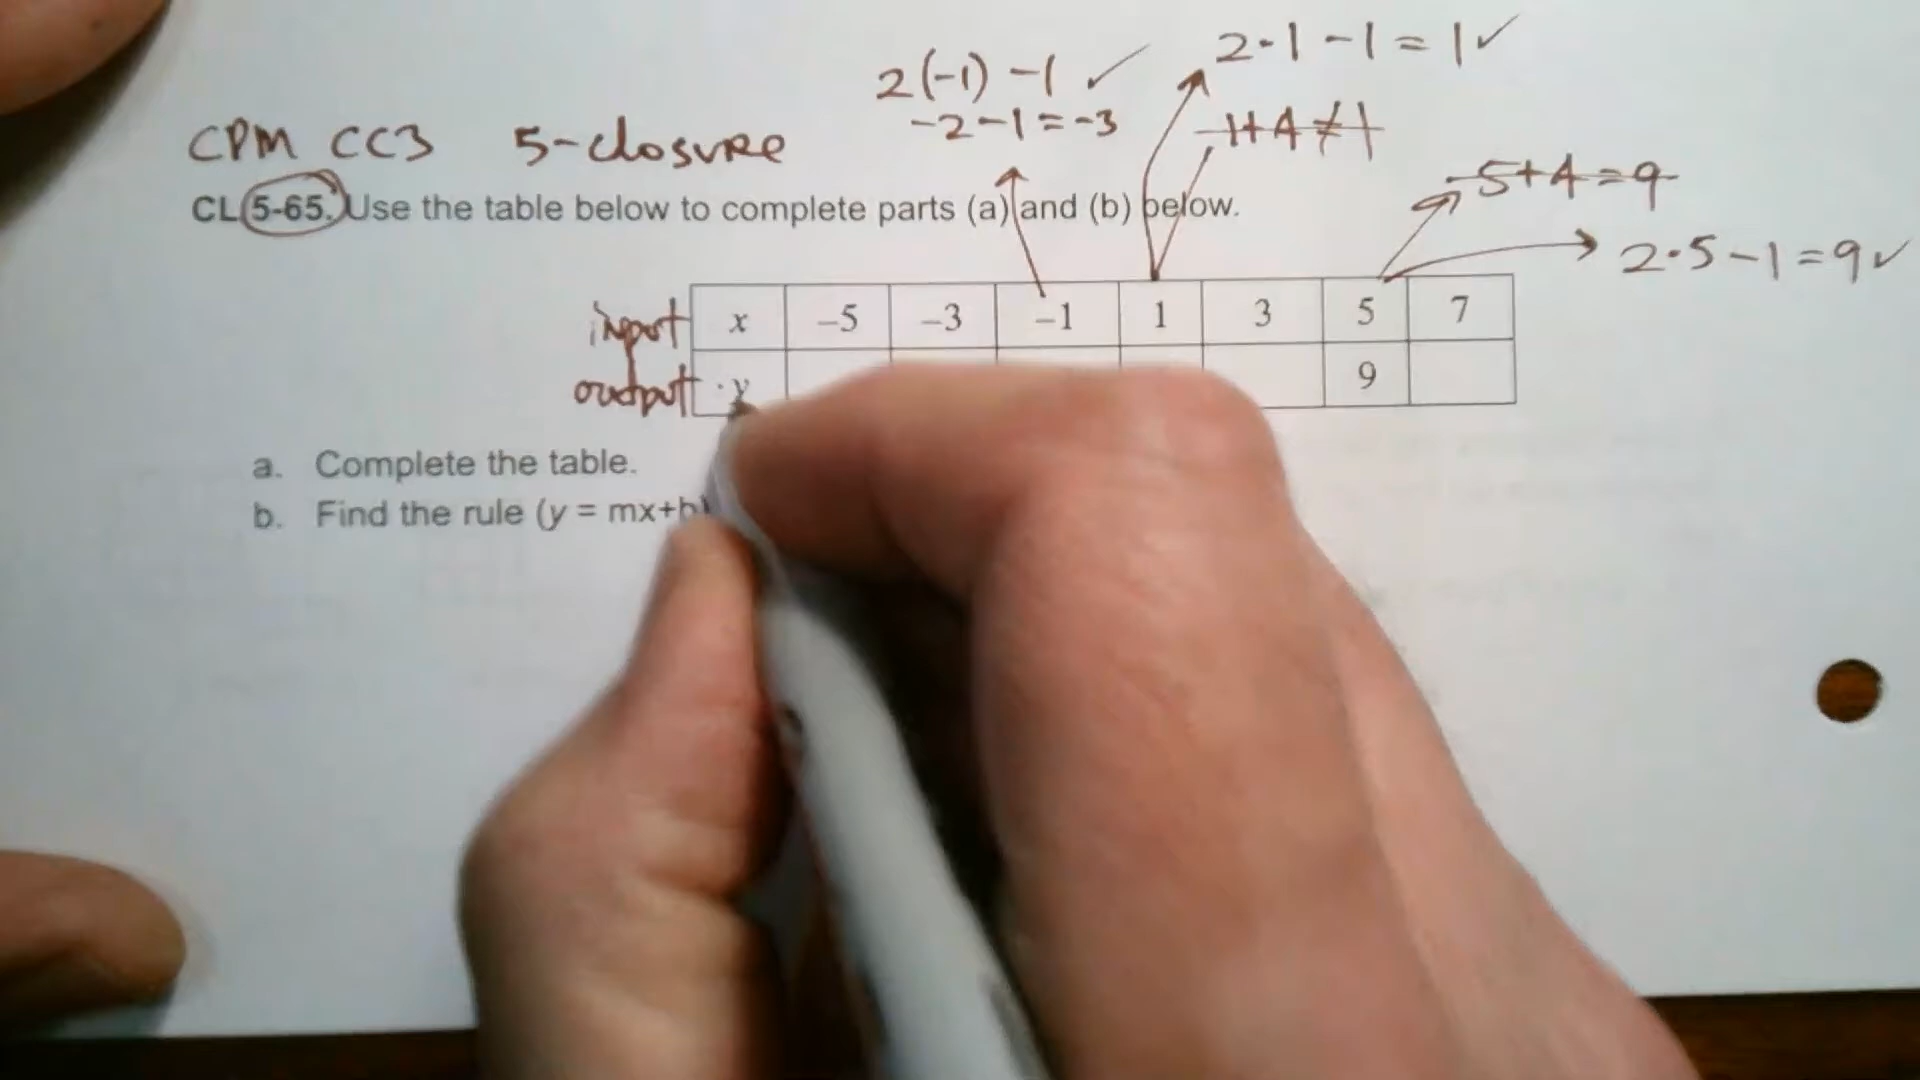 2·1-1=1✓
2(-1)-1 ✓
-2-1=-3
1+4≠1
CPM CC3 5-closure
5+4=9
CL 5-65. Use the table below to complete parts (a) and (b) below.
2·5-1=9✓
input x -5 -3 -1 1 3 5 7
output y 9
a. Complete the table.
b. Find the rule (y = mx+b)